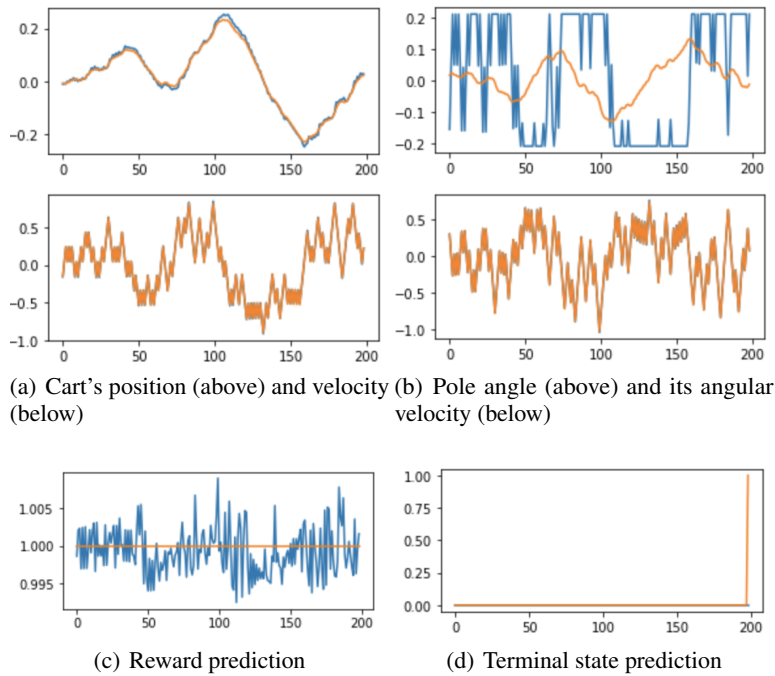 0.2
0.0
−0.2
0 50 100 150 200
0.2
0.1
0.0
−0.1
−0.2
0 50 100 150 200
0.5
0.0
−0.5
−1.0
0 50 100 150 200
0.5
0.0
−0.5
−1.0
0 50 100 150 200
(a) Cart's position (above) and velocity
(below)
(b) Pole angle (above) and its angular
velocity (below)
1.005
1.000
0.995
0 50 100 150 200
(c) Reward prediction
1.00
0.75
0.50
0.25
0.00
0 50 100 150 200
(d) Terminal state prediction